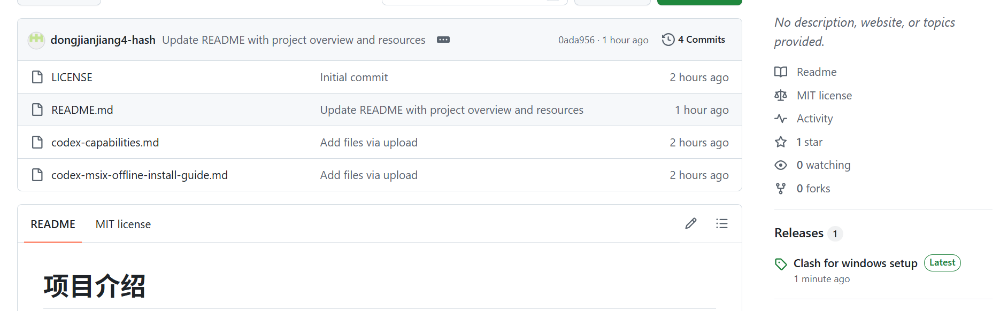 dongjianjiang4-hash Update README with project overview and resources 0ada956 · 1 hour ago 4 Commits
LICENSE Initial commit 2 hours ago
README.md Update README with project overview and resources 1 hour ago
codex-capabilities.md Add files via upload 2 hours ago
codex-msix-offline-install-guide.md Add files via upload 2 hours ago
README MIT license
项目介绍
No description, website, or topics
provided.
Readme
MIT license
Activity
1 star
0 watching
0 forks
Releases 1
Clash for windows setup Latest
1 minute ago